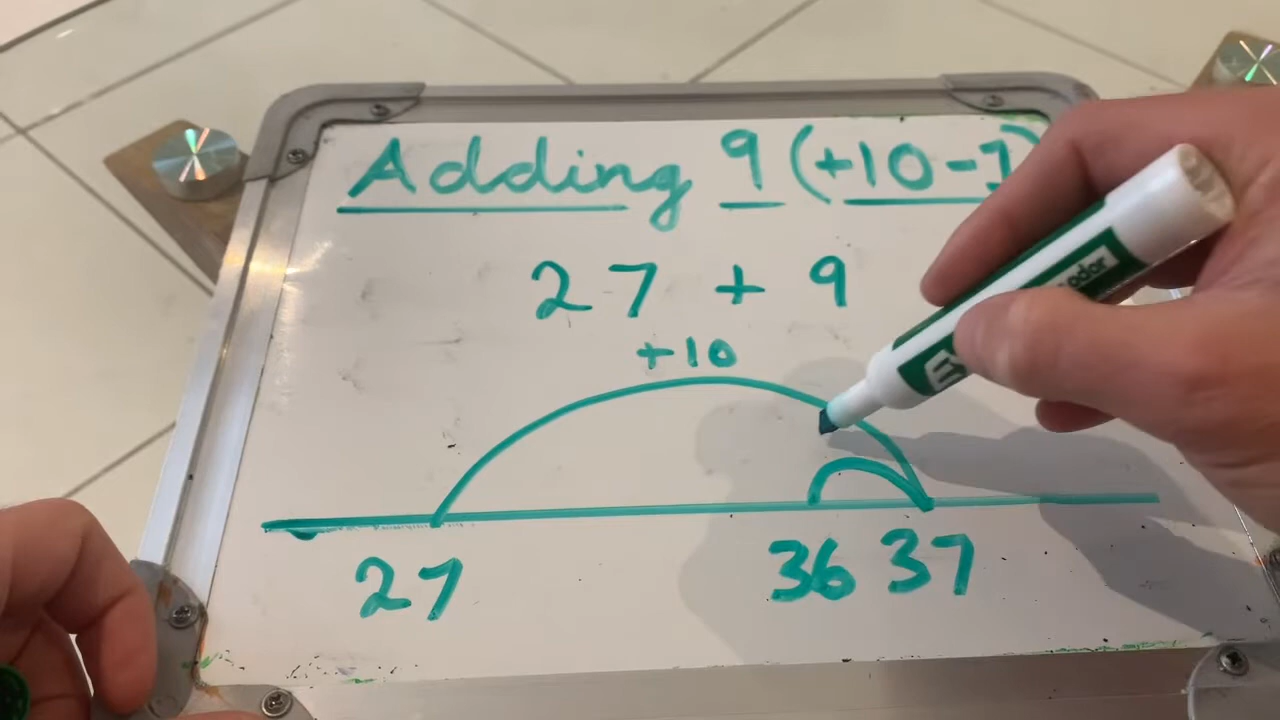 Adding 9 (+10-1)
27 + 9
+10
27 36 37